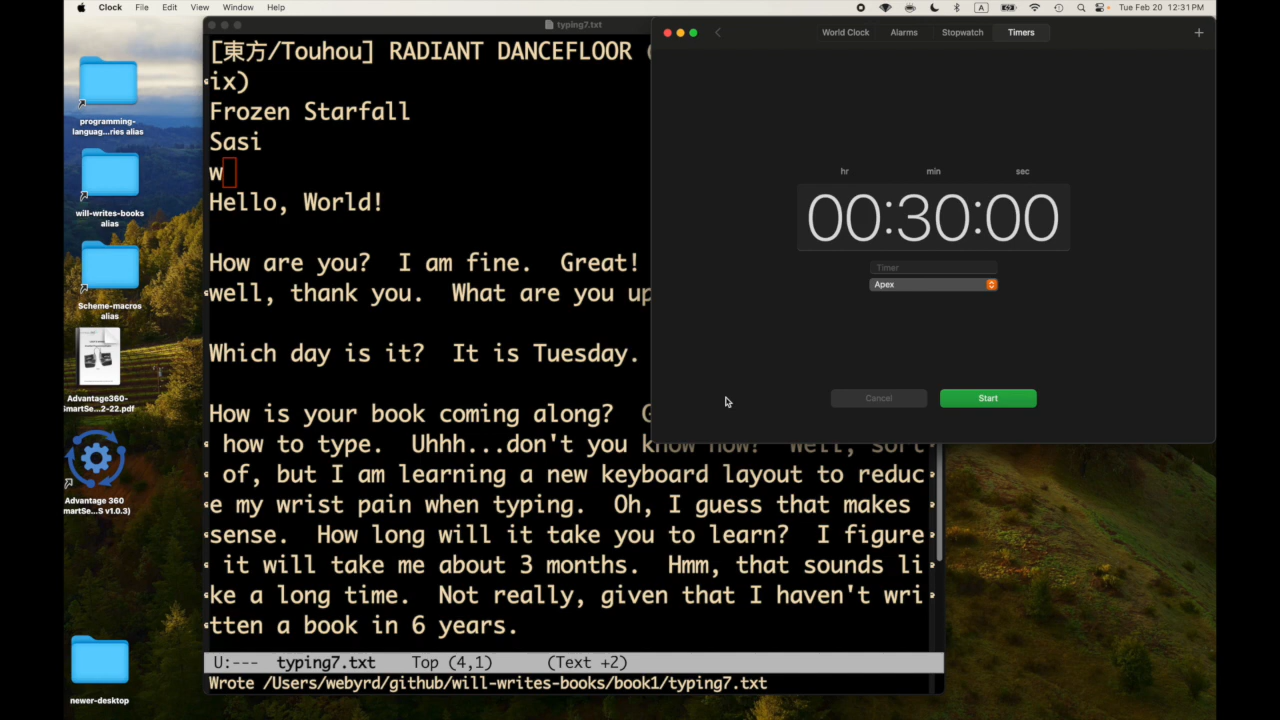 Clock File Edit View Window Help
A Tue Feb 20 12:31PM
typing7.txt
[東方/Touhou] RADIANT DANCEFLOOR (
ix)
Frozen Starfall
Sasi
w
Hello, World!
How are you?  I am fine.  Great!
well, thank you.  What are you up
Which day is it?  It is Tuesday.
How is your book coming along?  G
how to type.  Uhhh...don't you know how?  Well, sort
of, but I am learning a new keyboard layout to reduc
e my wrist pain when typing.  Oh, I guess that makes
sense.  How long will it take you to learn?  I figure
it will take me about 3 months.  Hmm, that sounds li
ke a long time.  Not really, given that I haven't wri
tten a book in 6 years.
U:---  typing7.txt   Top (4,1)   (Text +2)
Wrote /Users/webyrd/github/will-writes-books/book1/typing7.txt
World Clock Alarms Stopwatch Timers +
hr min sec
00:30:00
Timer
Apex
Cancel Start
programming-
languag...ries alias
will-writes-books
alias
Scheme-macros
alias
Advantage360-
SmartSe...2-22.pdf
Advantage 360
(SmartSe...S v1.0.3)
newer-desktop